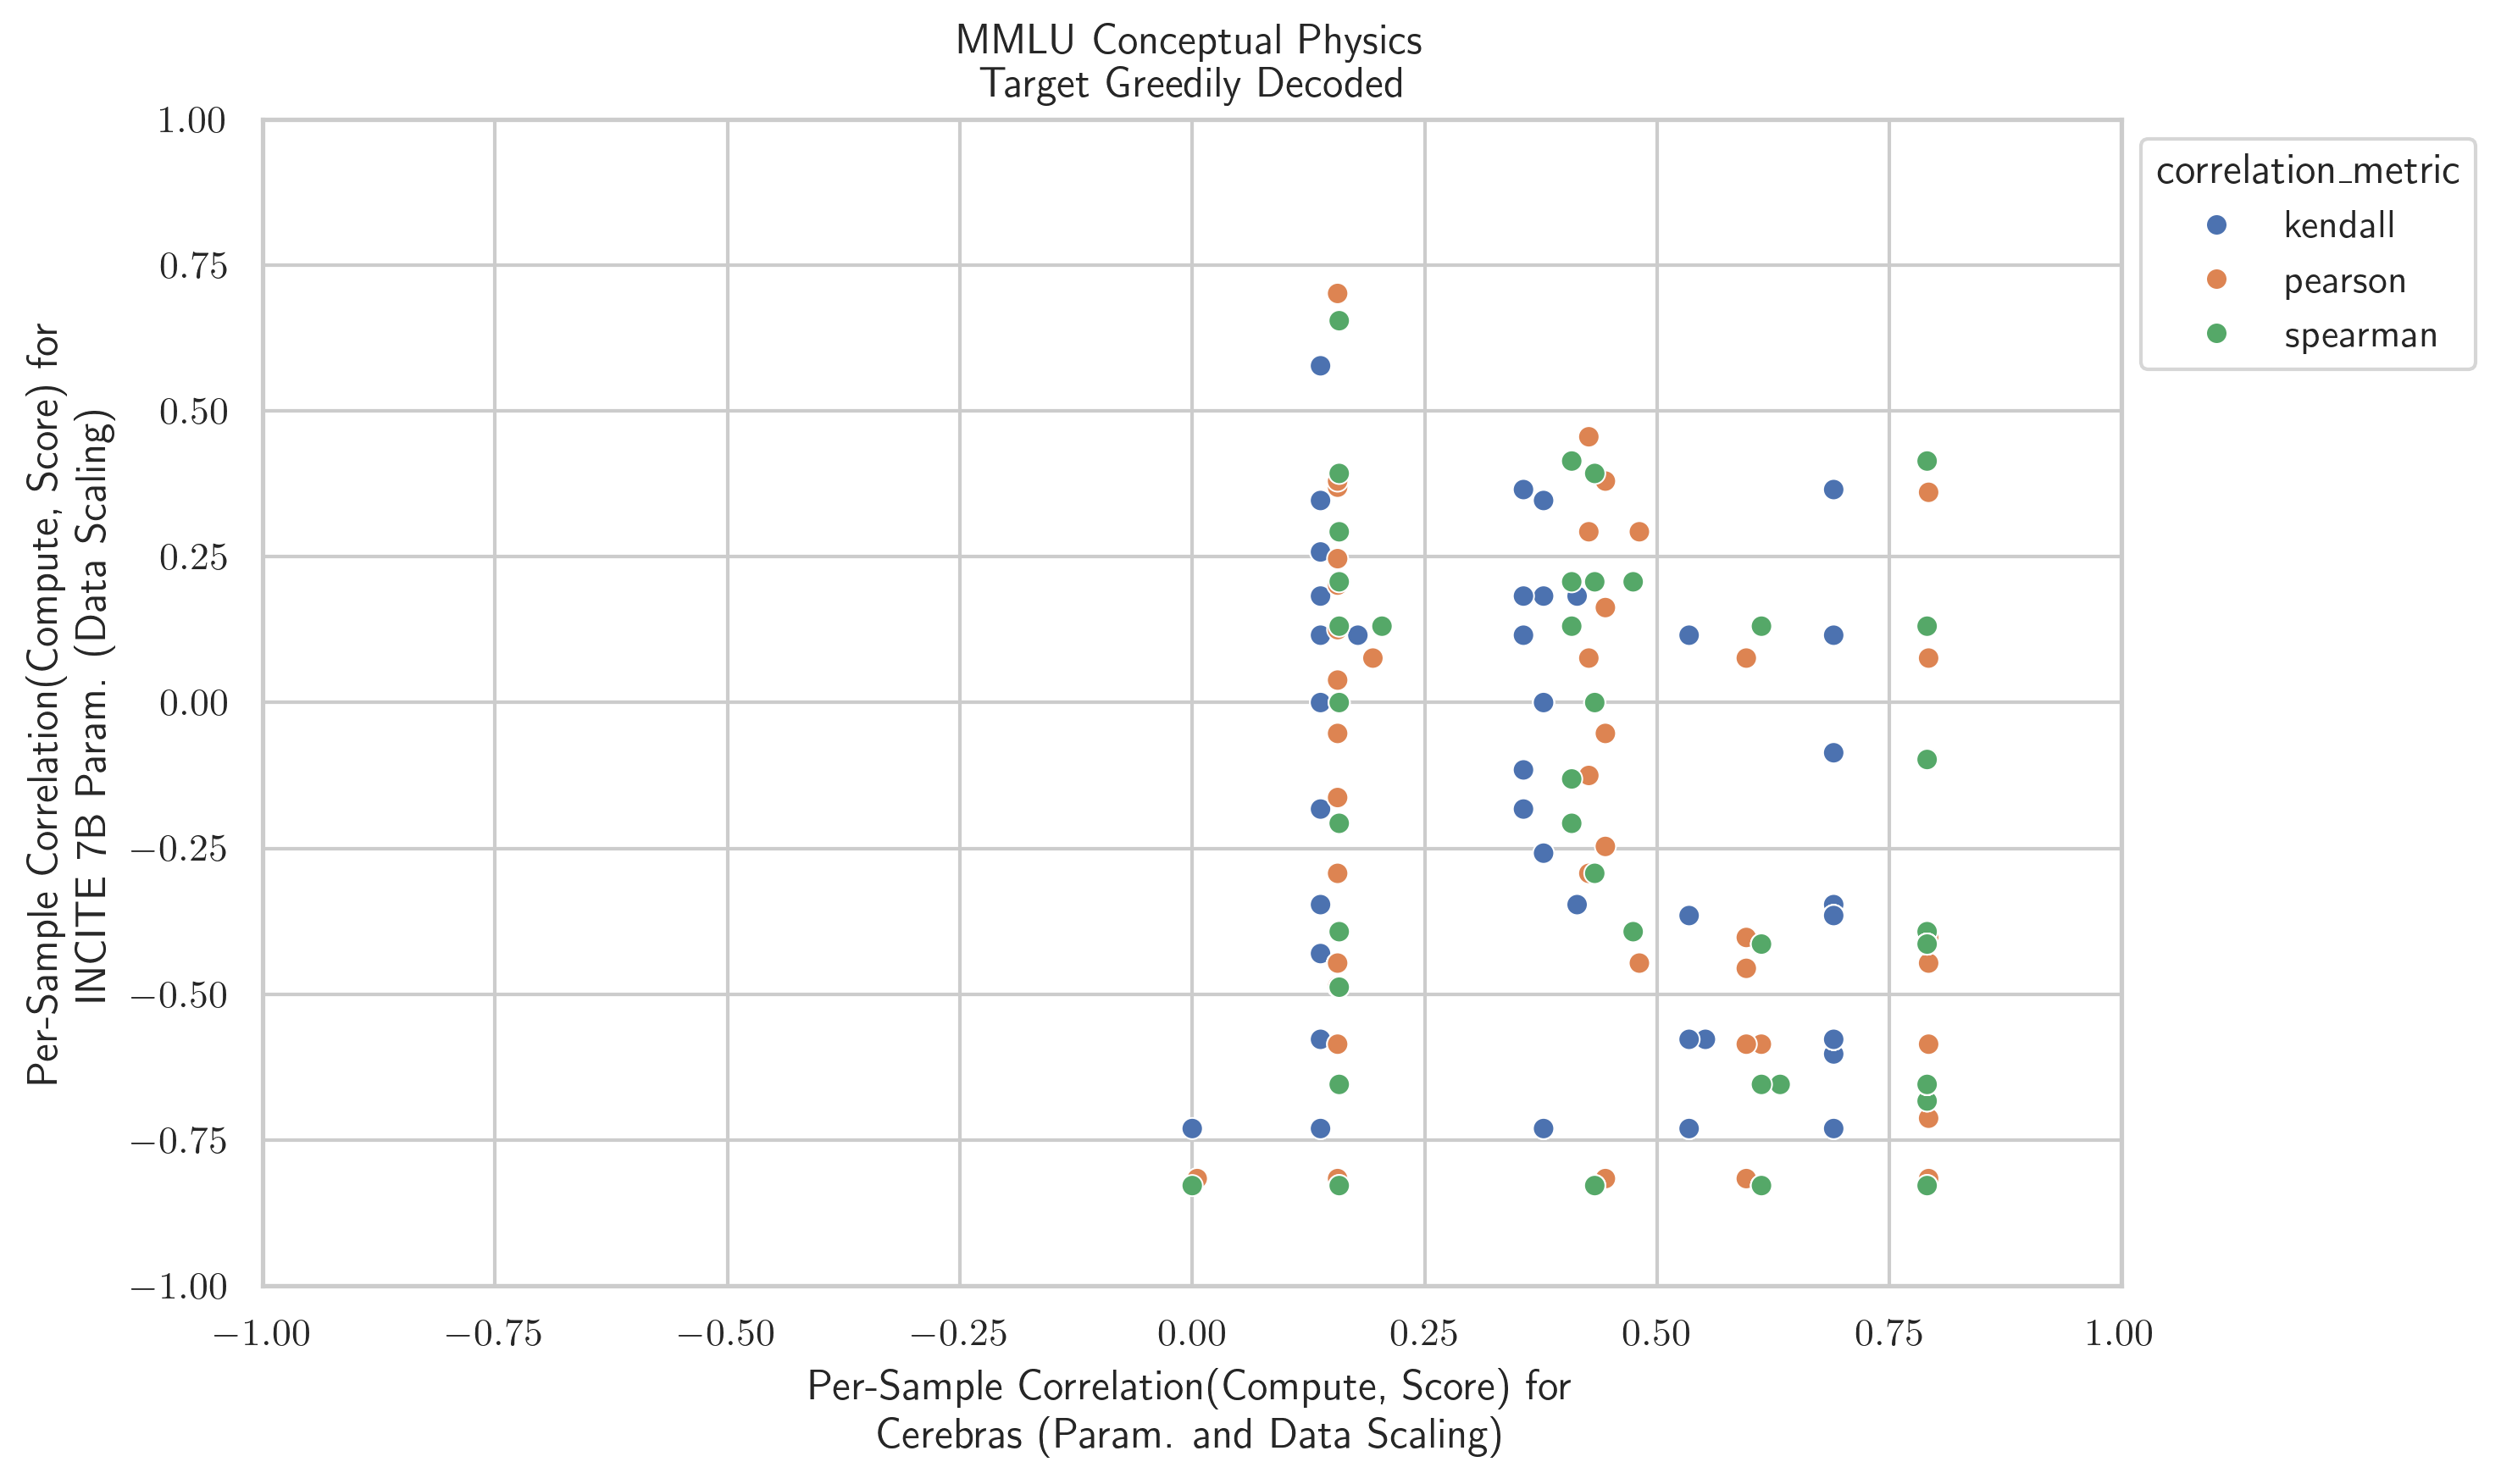 MMLU Conceptual Physics
Target Greedily Decoded
correlation_metric
kendall
pearson
spearman
Per-Sample Correlation(Compute, Score) for
INCITE 7B Param. (Data Scaling)
1.00
0.75
0.50
0.25
0.00
−0.25
−0.50
−0.75
−1.00
−1.00
−0.75
−0.50
−0.25
0.00
0.25
0.50
0.75
1.00
Per-Sample Correlation(Compute, Score) for
Cerebras (Param. and Data Scaling)